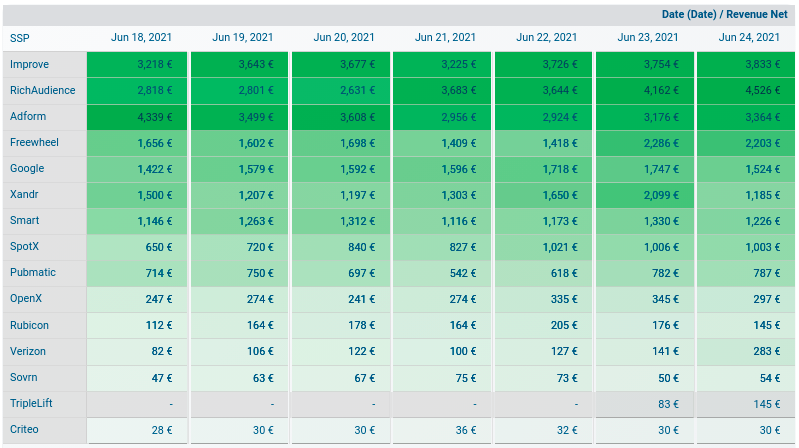 Date (Date) / Revenue Net
SSP Jun 18, 2021 Jun 19, 2021 Jun 20, 2021 Jun 21, 2021 Jun 22, 2021 Jun 23, 2021 Jun 24, 2021
Improve 3,218 € 3,643 € 3,677 € 3,225 € 3,726 € 3,754 € 3,833 €
RichAudience 2,818 € 2,801 € 2,631 € 3,683 € 3,644 € 4,162 € 4,526 €
Adform 4,339 € 3,499 € 3,608 € 2,956 € 2,924 € 3,176 € 3,364 €
Freewheel 1,656 € 1,602 € 1,698 € 1,409 € 1,418 € 2,286 € 2,203 €
Google 1,422 € 1,579 € 1,592 € 1,596 € 1,718 € 1,747 € 1,524 €
Xandr 1,500 € 1,207 € 1,197 € 1,303 € 1,650 € 2,099 € 1,185 €
Smart 1,146 € 1,263 € 1,312 € 1,116 € 1,173 € 1,330 € 1,226 €
SpotX 650 € 720 € 840 € 827 € 1,021 € 1,006 € 1,003 €
Pubmatic 714 € 750 € 697 € 542 € 618 € 782 € 787 €
OpenX 247 € 274 € 241 € 274 € 335 € 345 € 297 €
Rubicon 112 € 164 € 178 € 164 € 205 € 176 € 145 €
Verizon 82 € 106 € 122 € 100 € 127 € 141 € 283 €
Sovrn 47 € 63 € 67 € 75 € 73 € 50 € 54 €
TripleLift - - - - - 83 € 145 €
Criteo 28 € 30 € 30 € 36 € 32 € 30 € 30 €